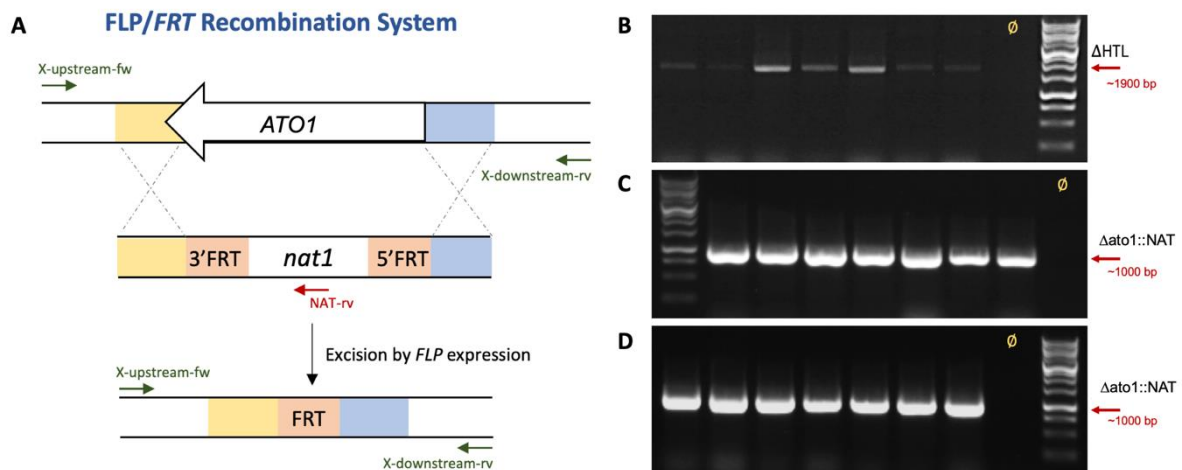 FLP/FRT Recombination System
A
X-upstream-fw
ATO1
X-downstream-rv
3'FRT
nat1
5'FRT
NAT-rv
Excision by FLP expression
X-upstream-fw
FRT
X-downstream-rv
B
Ø
ΔHTL
~1900 bp
C
Ø
Δato1::NAT
~1000 bp
D
Ø
Δato1::NAT
~1000 bp